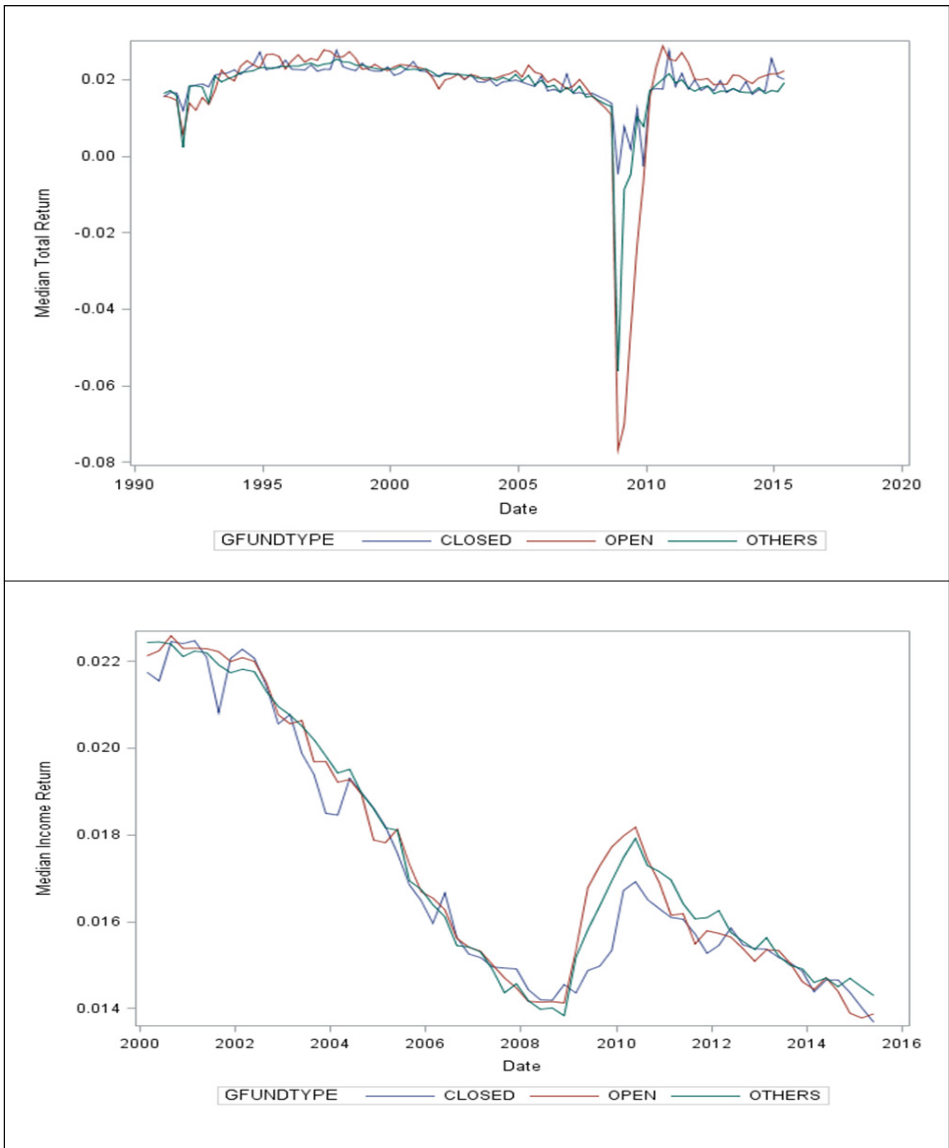 Median Total Return
0.02
0.00
-0.02
-0.04
-0.06
-0.08
1990 1995 2000 2005 2010 2015 2020
Date
GFUNDTYPE CLOSED OPEN OTHERS
Median Income Return
0.022
0.020
0.018
0.016
0.014
2000 2002 2004 2006 2008 2010 2012 2014 2016
Date
GFUNDTYPE CLOSED OPEN OTHERS